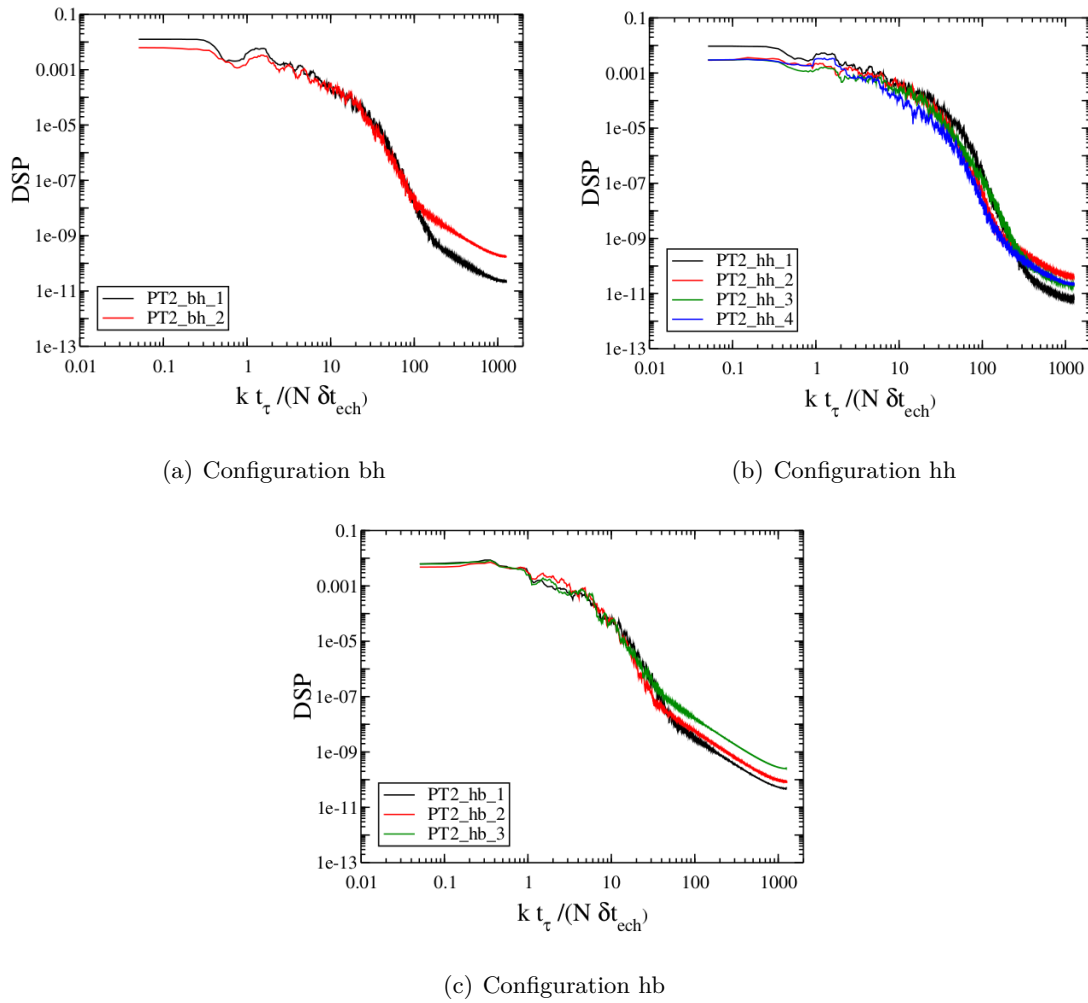 0.1
0.001
1e-05
1e-07
1e-09
1e-11
1e-13
DSP
0.01 0.1 1 10 100 1000
k t_τ /(N δt_ech)
PT2_bh_1
PT2_bh_2
(a) Configuration bh
0.1
0.001
1e-05
1e-07
1e-09
1e-11
1e-13
DSP
0.01 0.1 1 10 100 1000
k t_τ /(N δt_ech)
PT2_hh_1
PT2_hh_2
PT2_hh_3
PT2_hh_4
(b) Configuration hh
0.1
0.001
1e-05
1e-07
1e-09
1e-11
1e-13
DSP
0.01 0.1 1 10 100 1000
k t_τ /(N δt_ech)
PT2_hb_1
PT2_hb_2
PT2_hb_3
(c) Configuration hb